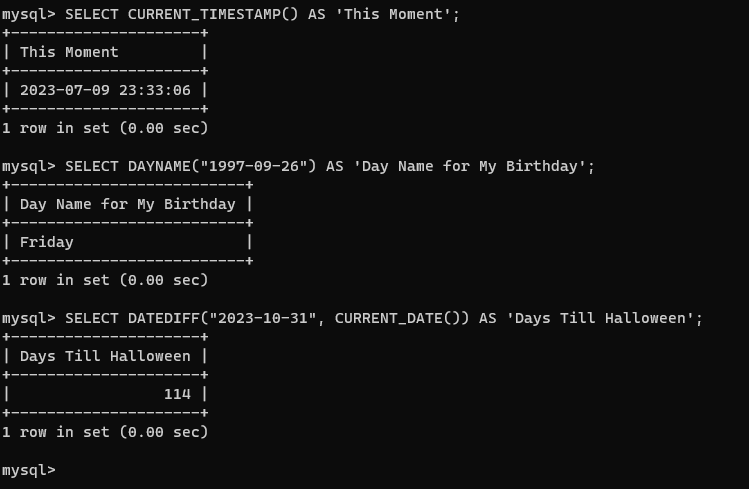 mysql> SELECT CURRENT_TIMESTAMP() AS 'This Moment';
+---------------------+
| This Moment         |
+---------------------+
| 2023-07-09 23:33:06 |
+---------------------+
1 row in set (0.00 sec)

mysql> SELECT DAYNAME("1997-09-26") AS 'Day Name for My Birthday';
+--------------------------+
| Day Name for My Birthday |
+--------------------------+
| Friday                   |
+--------------------------+
1 row in set (0.00 sec)

mysql> SELECT DATEDIFF("2023-10-31", CURRENT_DATE()) AS 'Days Till Halloween';
+---------------------+
| Days Till Halloween |
+---------------------+
|                 114 |
+---------------------+
1 row in set (0.00 sec)

mysql>